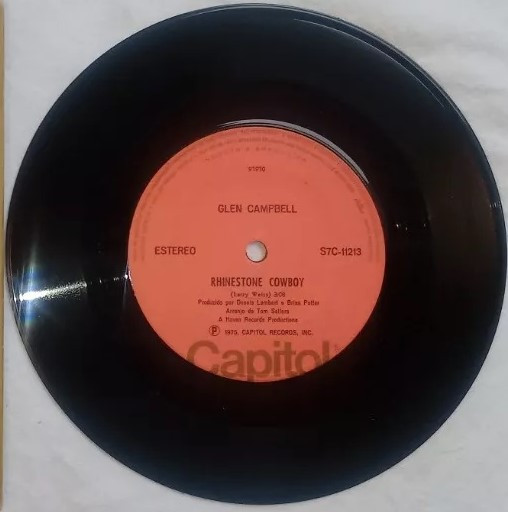 GLEN CAMPBELL
ESTEREO
S7C-11213
RHINESTONE COWBOY
(Larry Weiss)
Produzido por Dennis Lambert e Brian Potter
Arranjo de Tom Sellers
A Haven Records Productions
Ⓟ 1975, CAPITOL RECORDS, INC.
Capitol